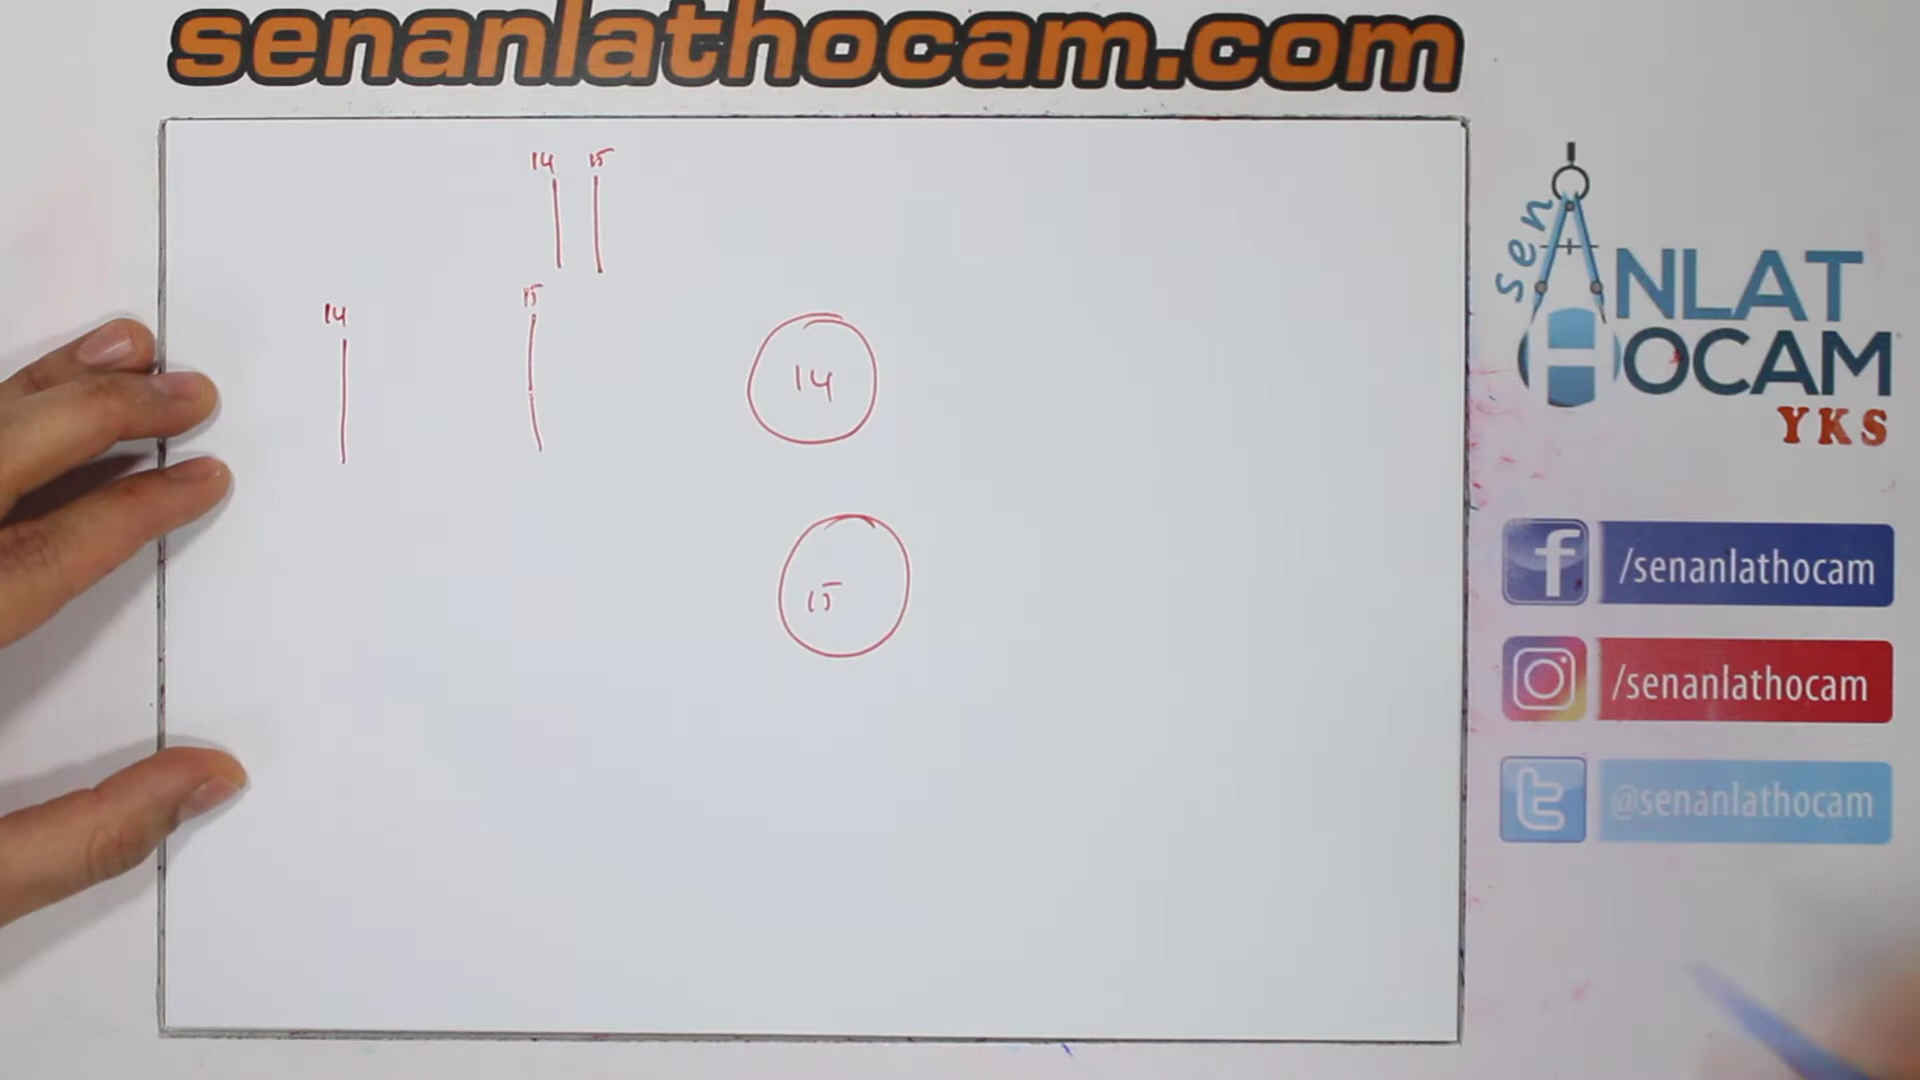 senanlathocam.com
14 15
14 15
14
15
sen
ANLAT
HOCAM
YKS
f /senanlathocam
/senanlathocam
t @senanlathocam